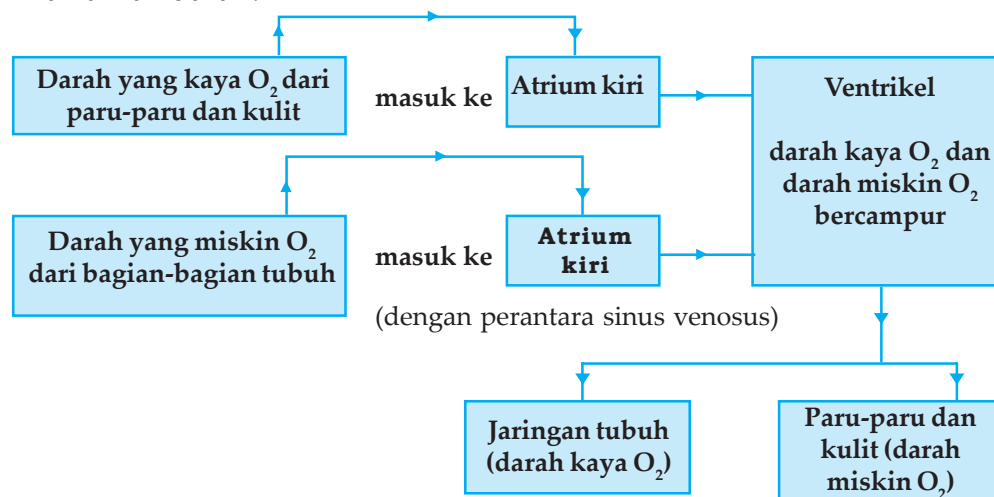 Darah yang kaya O₂ dari
paru-paru dan kulit
masuk ke
Atrium kiri
Ventrikel
darah kaya O₂ dan
darah miskin O₂
bercampur
Darah yang miskin O₂
dari bagian-bagian tubuh
masuk ke
Atrium
kiri
(dengan perantara sinus venosus)
Jaringan tubuh
(darah kaya O₂)
Paru-paru dan
kulit (darah
miskin O₂)